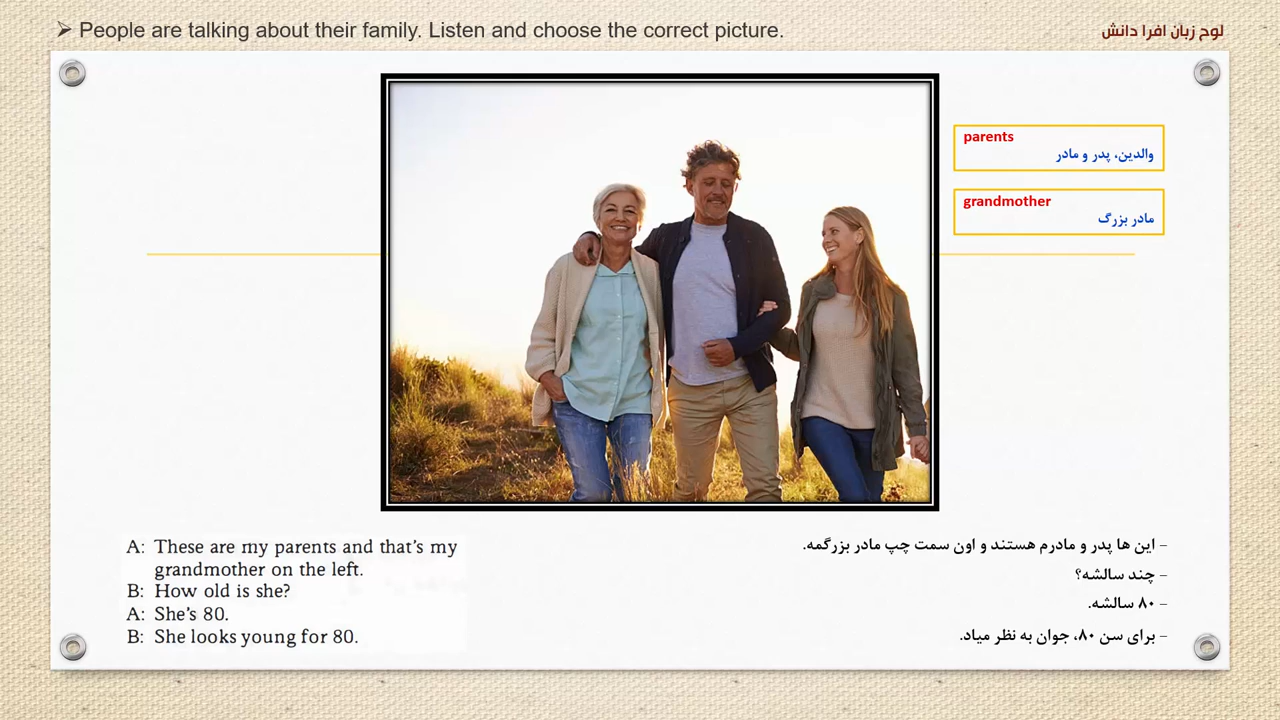 ➢ People are talking about their family. Listen and choose the correct picture.
لوح زبان افرا دانش
parents
والدین، پدر و مادر
grandmother
مادر بزرگ
A: These are my parents and that's my
grandmother on the left.
B: How old is she?
A: She's 80.
B: She looks young for 80.
– این ها پدر و مادرم هستند و اون سمت چپ مادر بزرگمه.
– چند سالشه؟
– ۸۰ سالشه.
– برای سن ۸۰، جوان به نظر میاد.